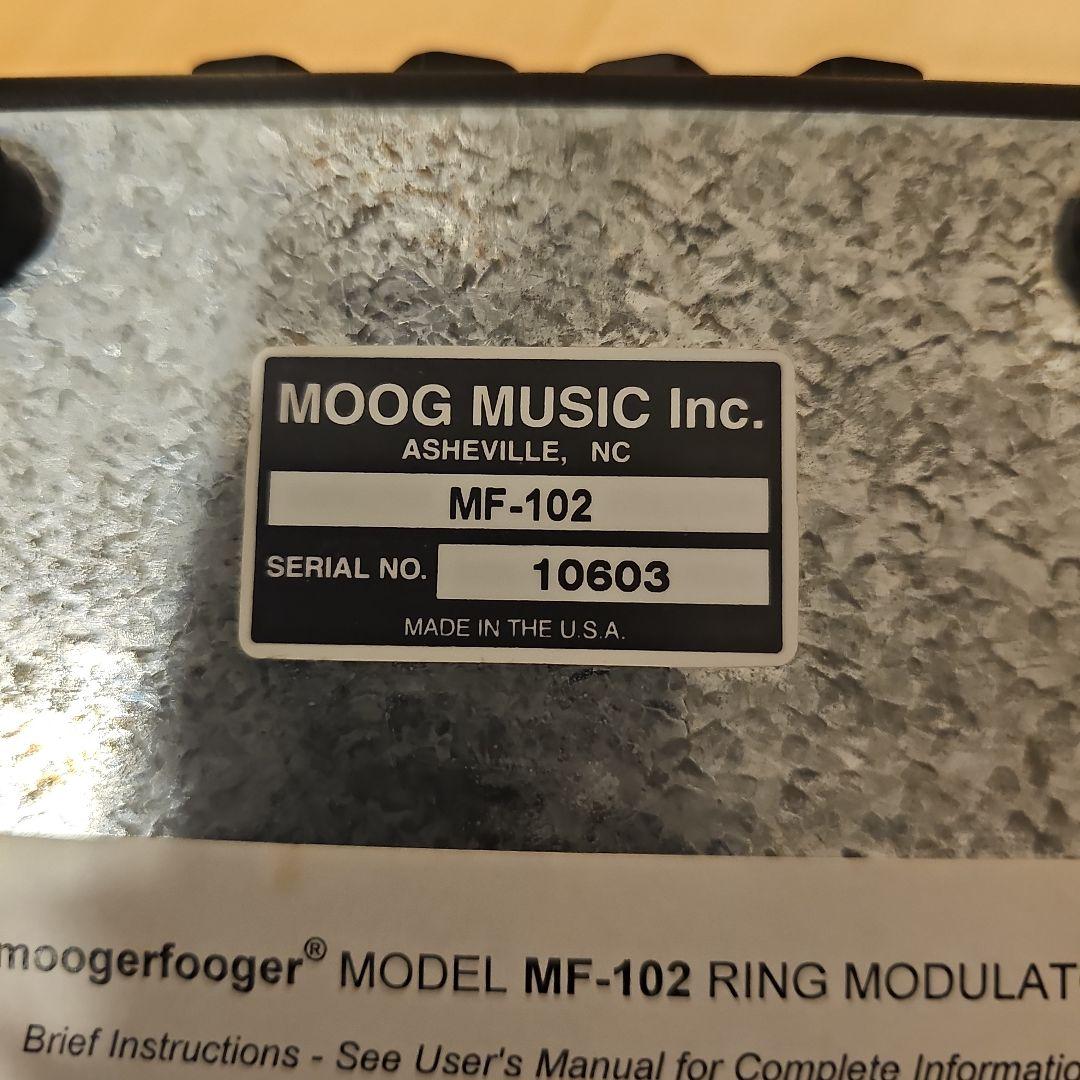 MOOG MUSIC Inc.
ASHEVILLE, NC
MF-102
SERIAL NO. 10603
MADE IN THE U.S.A.
moogerfooger® MODEL MF-102 RING
Brief Instructions - See User's Manual for Complete